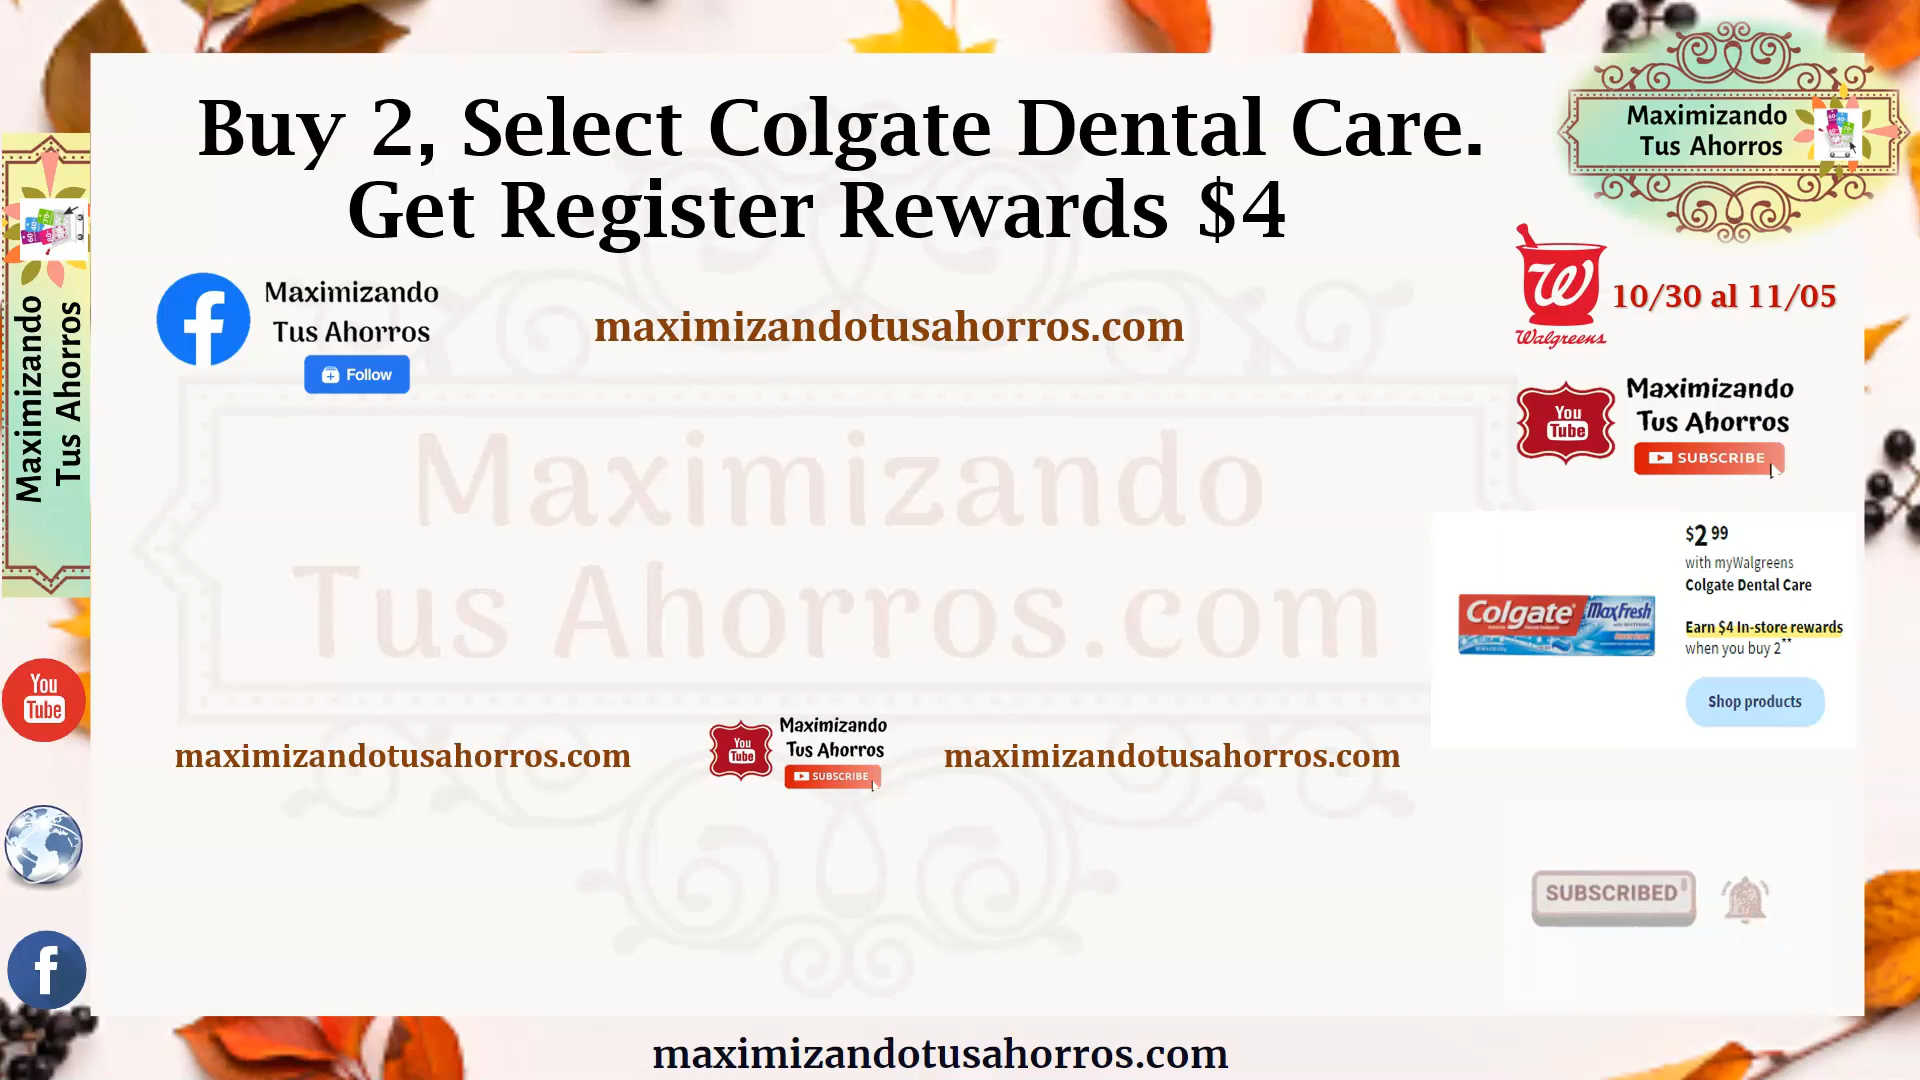 Buy 2, Select Colgate Dental Care.
Get Register Rewards $4
Maximizando
Tus Ahorros
Maximizando
Tus Ahorros
Maximizando
Tus Ahorros
Follow
maximizandotusahorros.com
Walgreens
10/30 al 11/05
You
Tube
Maximizando
Tus Ahorros
SUBSCRIBE
Maximizando
Tus Ahorros.com
$2 99
with myWalgreens
Colgate Dental Care
Earn $4 In-store rewards
when you buy 2**
Shop products
Colgate MaxFresh
You
Tube
maximizandotusahorros.com
You
Tube
Maximizando
Tus Ahorros
SUBSCRIBE
maximizandotusahorros.com
SUBSCRIBED
maximizandotusahorros.com